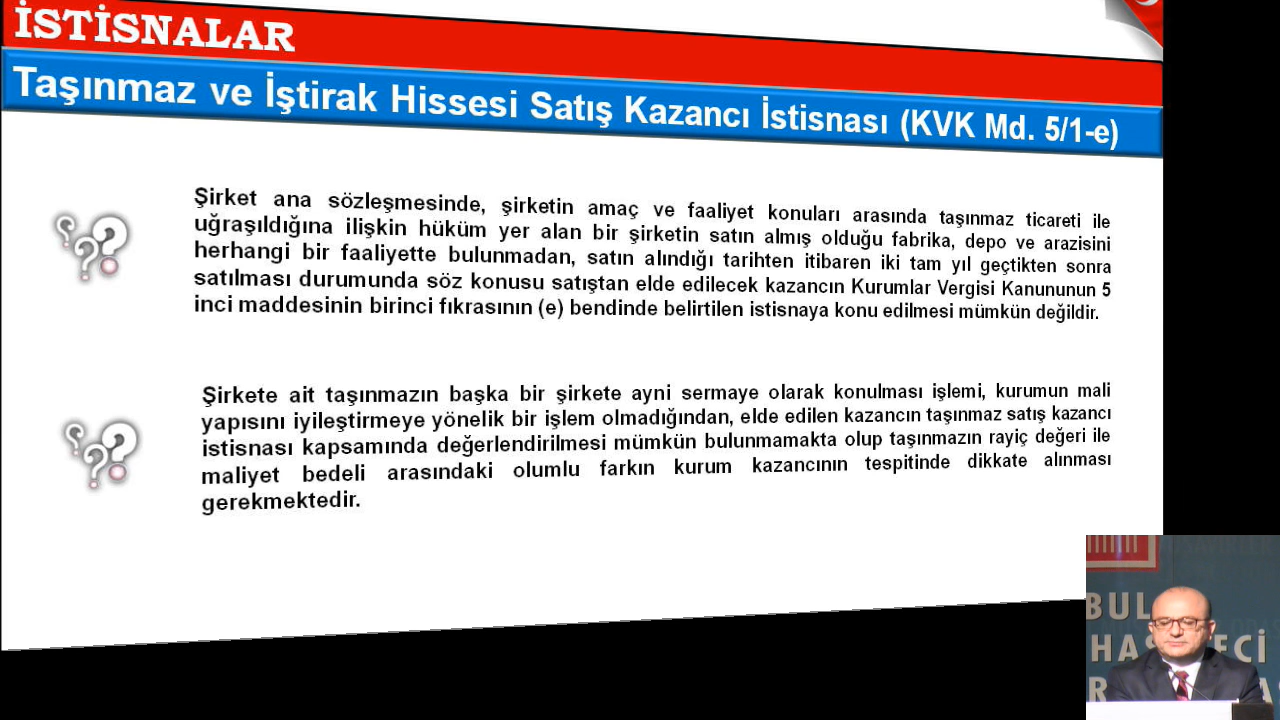 İSTİSNALAR
Taşınmaz ve İştirak Hissesi Satış Kazancı İstisnası (KVK Md. 5/1-e)
Şirket ana sözleşmesinde, şirketin amaç ve faaliyet konuları arasında taşınmaz ticareti ile
uğraşıldığına ilişkin hüküm yer alan bir şirketin satın almış olduğu fabrika, depo ve arazisini
herhangi bir faaliyette bulunmadan, satın alındığı tarihten itibaren iki tam yıl geçtikten sonra
satılması durumunda söz konusu satıştan elde edilecek kazancın Kurumlar Vergisi Kanununun 5
inci maddesinin birinci fıkrasının (e) bendinde belirtilen istisnaya konu edilmesi mümkün değildir.
Şirkete ait taşınmazın başka bir şirkete ayni sermaye olarak konulması işlemi, kurumun mali
yapısını iyileştirmeye yönelik bir işlem olmadığından, elde edilen kazancın taşınmaz satış kazancı
istisnası kapsamında değerlendirilmesi mümkün bulunmamakta olup taşınmazın rayiç değeri ile
maliyet bedeli arasındaki olumlu farkın kurum kazancının tespitinde dikkate alınması
gerekmektedir.
BUL